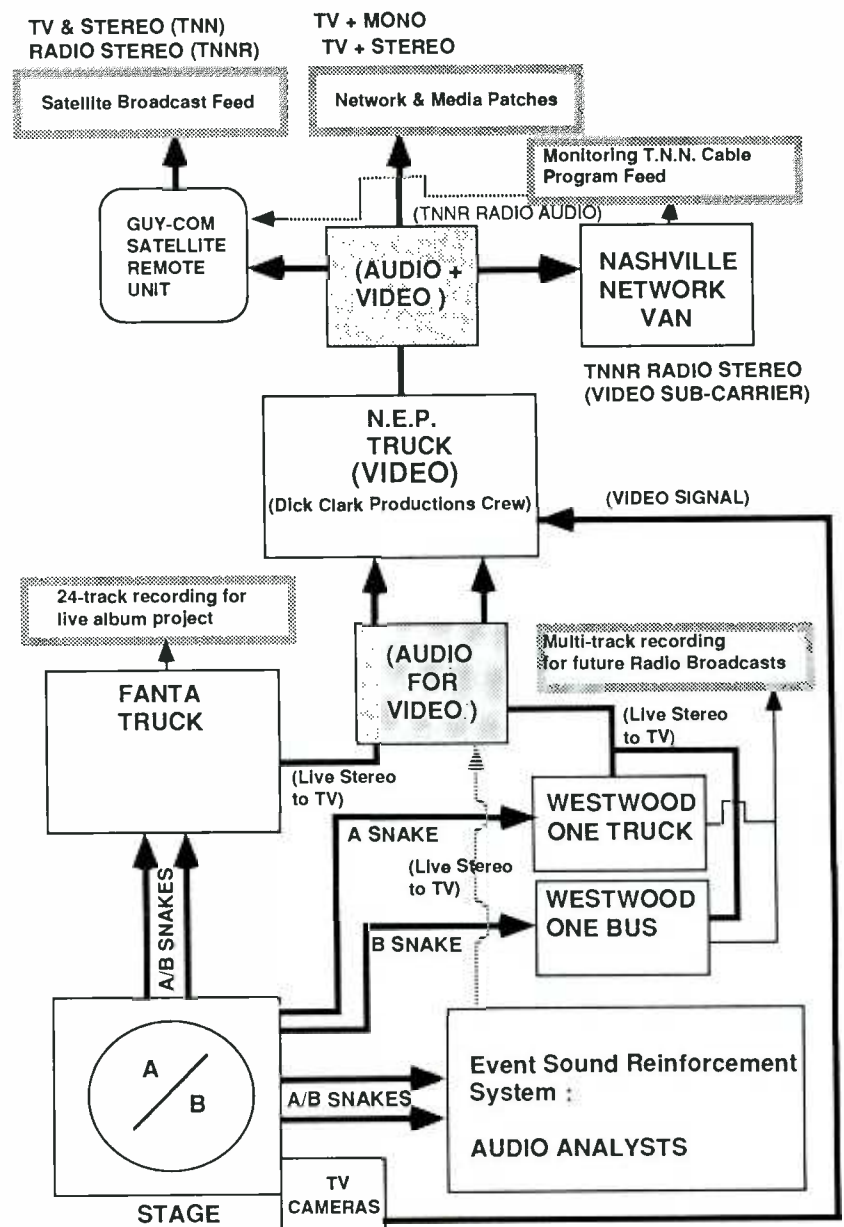 TV & STEREO (TNN)
RADIO STEREO (TNNR)
TV + MONO
TV + STEREO
Satellite Broadcast Feed
Network & Media Patches
Monitoring T.N.N. Cable
Program Feed
(TNNR RADIO AUDIO)
GUY-COM
SATELLITE
REMOTE
UNIT
(AUDIO +
VIDEO )
NASHVILLE
NETWORK
VAN
TNNR RADIO STEREO
(VIDEO SUB-CARRIER)
N.E.P.
TRUCK
(VIDEO)
(Dick Clark Productions Crew)
(VIDEO SIGNAL)
24-track recording for
live album project
(AUDIO
FOR
VIDEO )
Multi-track recording
for future Radio Broadcasts
FANTA
TRUCK
(Live Stereo
to TV)
(Live Stereo
to TV)
A SNAKE
WESTWOOD
ONE TRUCK
(Live Stereo
to TV)
B SNAKE
WESTWOOD
ONE BUS
A/B SNAKES
A
B
A/B SNAKES
Event Sound Reinforcement
System :
AUDIO ANALYSTS
STAGE
TV
CAMERAS